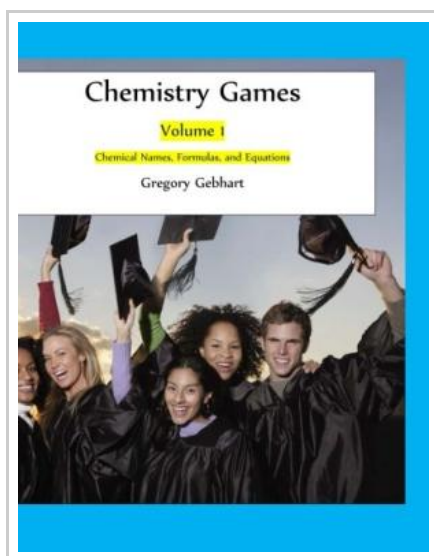 Chemistry Games
Volume 1
Chemical Names, Formulas, and Equations
Gregory Gebhart